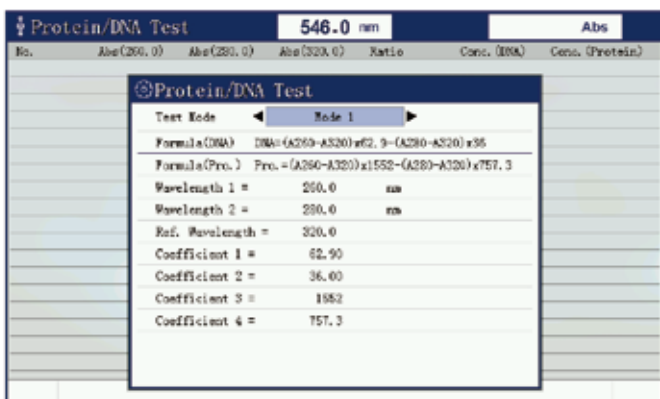 Protein/DNA Test 546.0 nm Abs
No. Abs(260.0) Abs(280.0) Abs(320.0) Ratio Conc. (DNA) Conc. (Protein)
Protein/DNA Test
Test Mode ◀ Mode 1 ▶
Formula(DNA) DNA=(A260-A320)x62.9-(A280-A320)x36
Formula(Pro.) Pro.=(A260-A320)x1552-(A280-A320)x757.3
Wavelength 1 = 260.0 nm
Wavelength 2 = 280.0 nm
Ref. Wavelength = 320.0
Coefficient 1 = 62.90
Coefficient 2 = 36.00
Coefficient 3 = 1552
Coefficient 4 = 757.3